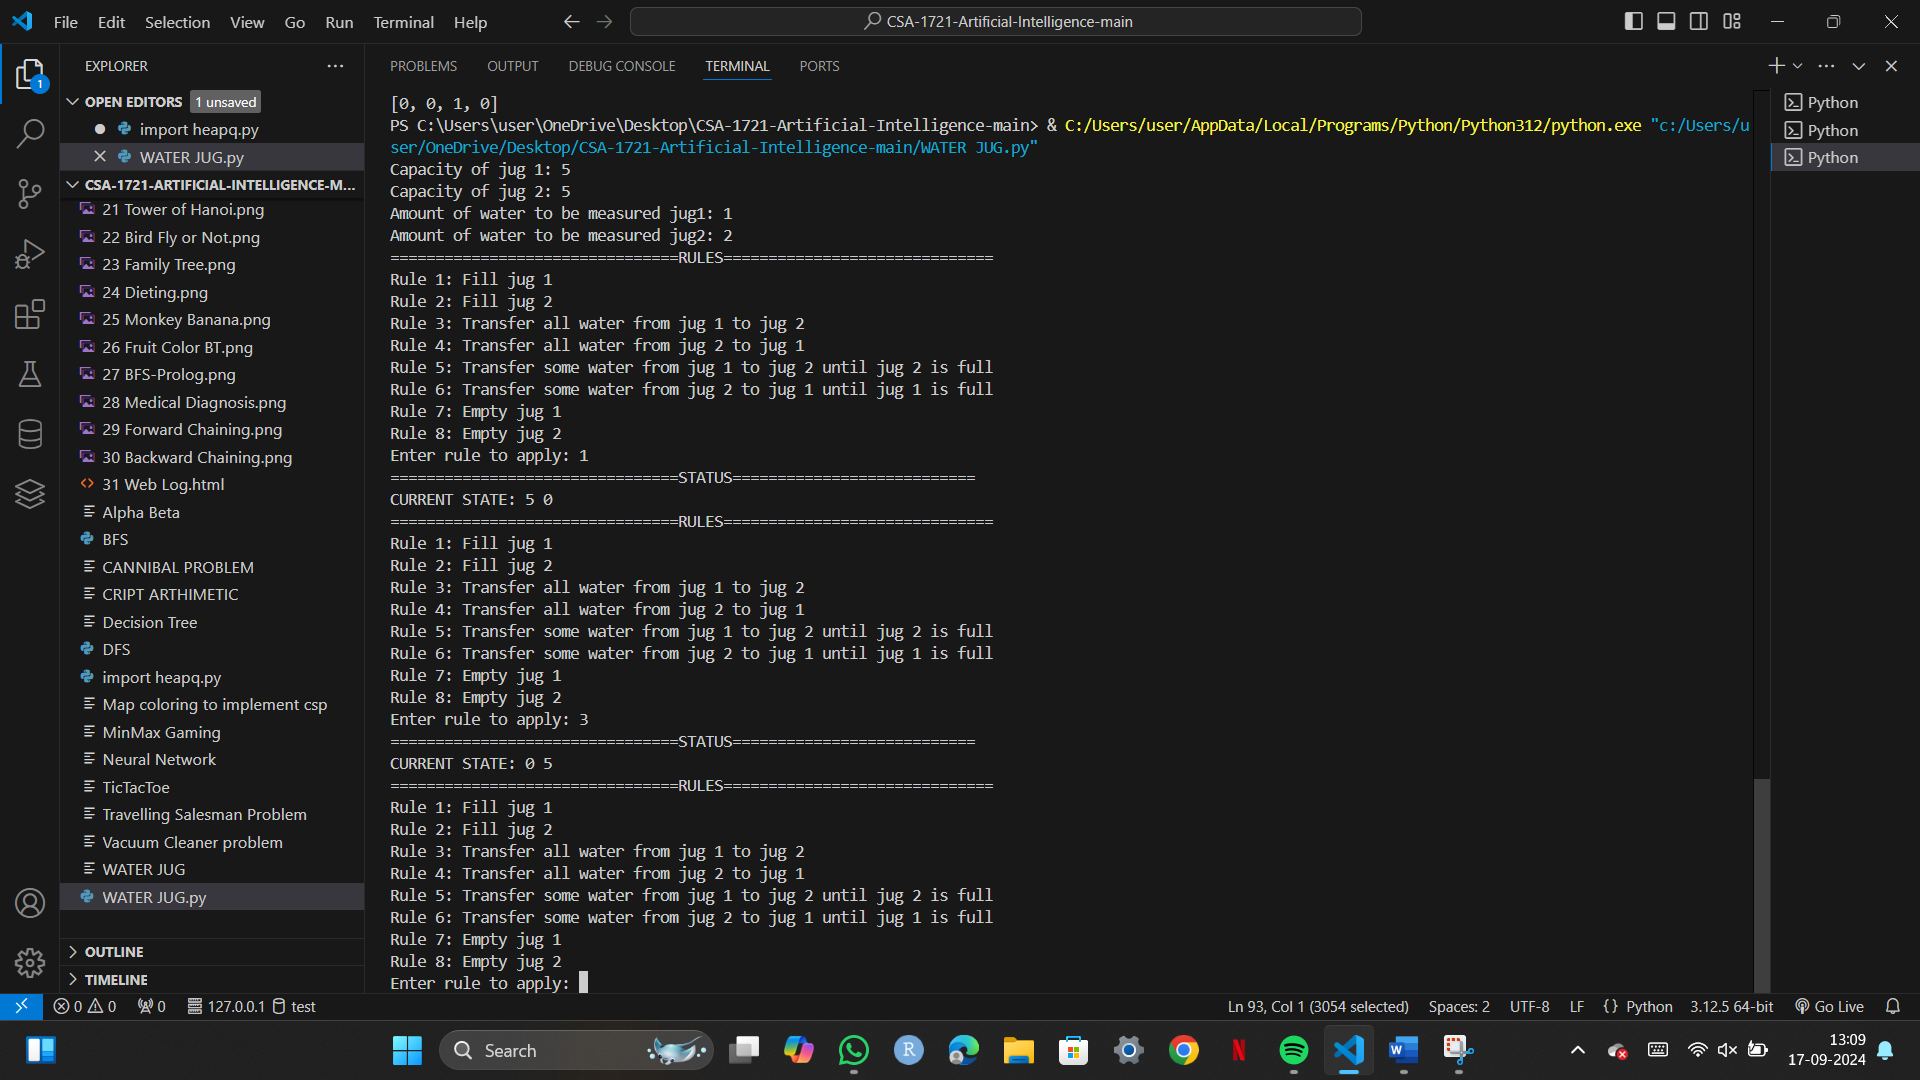 File Edit Selection View Go Run Terminal Help
CSA-1721-Artificial-Intelligence-main
EXPLORER
OPEN EDITORS 1 unsaved
import heapq.py
WATER JUG.py
CSA-1721-ARTIFICIAL-INTELLIGENCE-M...
21 Tower of Hanoi.png
22 Bird Fly or Not.png
23 Family Tree.png
24 Dieting.png
25 Monkey Banana.png
26 Fruit Color BT.png
27 BFS-Prolog.png
28 Medical Diagnosis.png
29 Forward Chaining.png
30 Backward Chaining.png
31 Web Log.html
Alpha Beta
BFS
CANNIBAL PROBLEM
CRIPT ARTHIMETIC
Decision Tree
DFS
import heapq.py
Map coloring to implement csp
MinMax Gaming
Neural Network
TicTacToe
Travelling Salesman Problem
Vacuum Cleaner problem
WATER JUG
WATER JUG.py
OUTLINE
TIMELINE
1
PROBLEMS OUTPUT DEBUG CONSOLE TERMINAL PORTS
[0, 0, 1, 0]
PS C:\Users\user\OneDrive\Desktop\CSA-1721-Artificial-Intelligence-main> & C:/Users/user/AppData/Local/Programs/Python/Python312/python.exe "c:/Users/u
ser/OneDrive/Desktop/CSA-1721-Artificial-Intelligence-main/WATER JUG.py"
Capacity of jug 1: 5
Capacity of jug 2: 5
Amount of water to be measured jug1: 1
Amount of water to be measured jug2: 2
================================RULES==============================
Rule 1: Fill jug 1
Rule 2: Fill jug 2
Rule 3: Transfer all water from jug 1 to jug 2
Rule 4: Transfer all water from jug 2 to jug 1
Rule 5: Transfer some water from jug 1 to jug 2 until jug 2 is full
Rule 6: Transfer some water from jug 2 to jug 1 until jug 1 is full
Rule 7: Empty jug 1
Rule 8: Empty jug 2
Enter rule to apply: 1
================================STATUS===========================
CURRENT STATE: 5 0
================================RULES==============================
Rule 1: Fill jug 1
Rule 2: Fill jug 2
Rule 3: Transfer all water from jug 1 to jug 2
Rule 4: Transfer all water from jug 2 to jug 1
Rule 5: Transfer some water from jug 1 to jug 2 until jug 2 is full
Rule 6: Transfer some water from jug 2 to jug 1 until jug 1 is full
Rule 7: Empty jug 1
Rule 8: Empty jug 2
Enter rule to apply: 3
================================STATUS===========================
CURRENT STATE: 0 5
================================RULES==============================
Rule 1: Fill jug 1
Rule 2: Fill jug 2
Rule 3: Transfer all water from jug 1 to jug 2
Rule 4: Transfer all water from jug 2 to jug 1
Rule 5: Transfer some water from jug 1 to jug 2 until jug 2 is full
Rule 6: Transfer some water from jug 2 to jug 1 until jug 1 is full
Rule 7: Empty jug 1
Rule 8: Empty jug 2
Enter rule to apply:
Python
Python
Python
0 0 0 127.0.0.1 test Ln 93, Col 1 (3054 selected) Spaces: 2 UTF-8 LF {} Python 3.12.5 64-bit Go Live
Search
R
N
W
13:09
17-09-2024